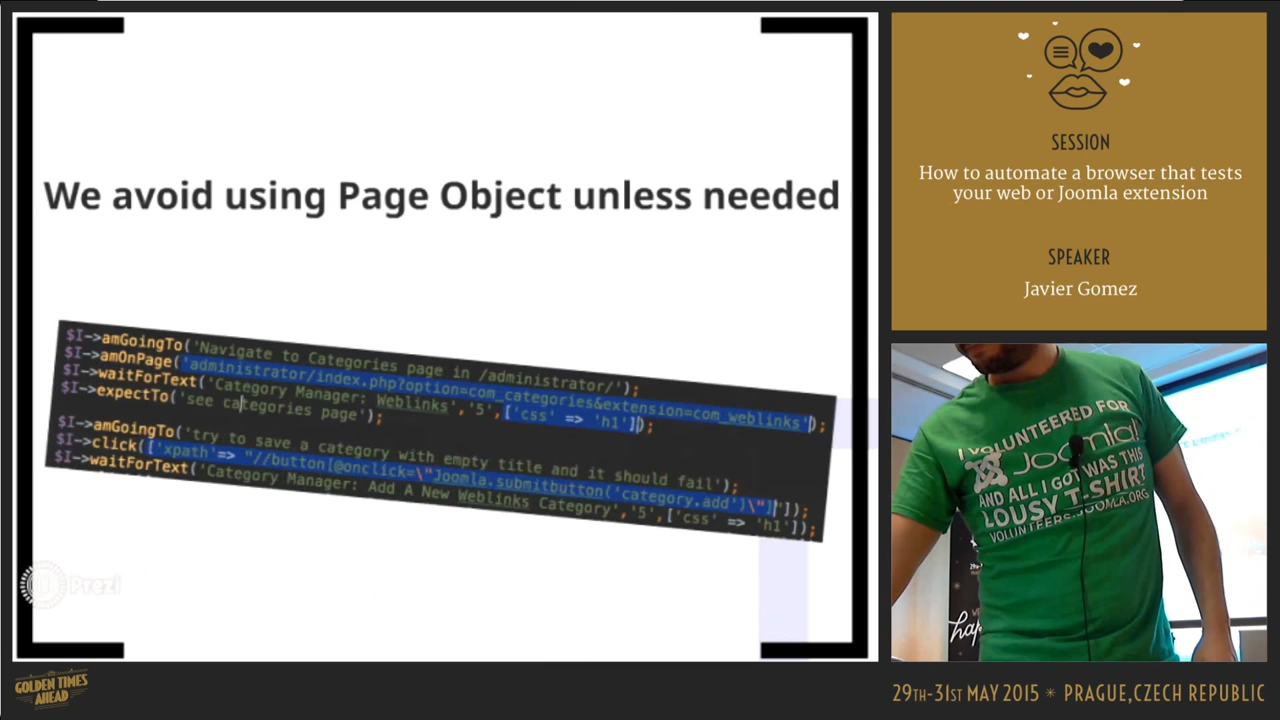 We avoid using Page Object unless needed
$I->amGoingTo('Navigate to Categories page in /administrator/');
$I->amOnPage('administrator/index.php?option=com_categories&extension=com_weblinks');
$I->waitForText('Category Manager: Weblinks','5',['css' => 'h1']);
$I->expectTo('see categories page');
$I->amGoingTo('try to save a category with empty title and it should fail');
$I->click(['xpath'=> "//button[@onclick=\"Joomla.submitbutton('category.add')\"]"]);
$I->waitForText('Category Manager: Add A New Weblinks Category','5',['css' => 'h1']);
Prezi
SESSION
How to automate a browser that tests
your web or Joomla extension
SPEAKER
Javier Gomez
I VOLUNTEERED FOR
Joomla!
AND ALL I GOT WAS THIS
LOUSY T-SHIRT
VOLUNTEERS.JOOMLA.ORG
GOLDEN TIMES
AHEAD
29TH-31ST MAY 2015 * PRAGUE,CZECH REPUBLIC